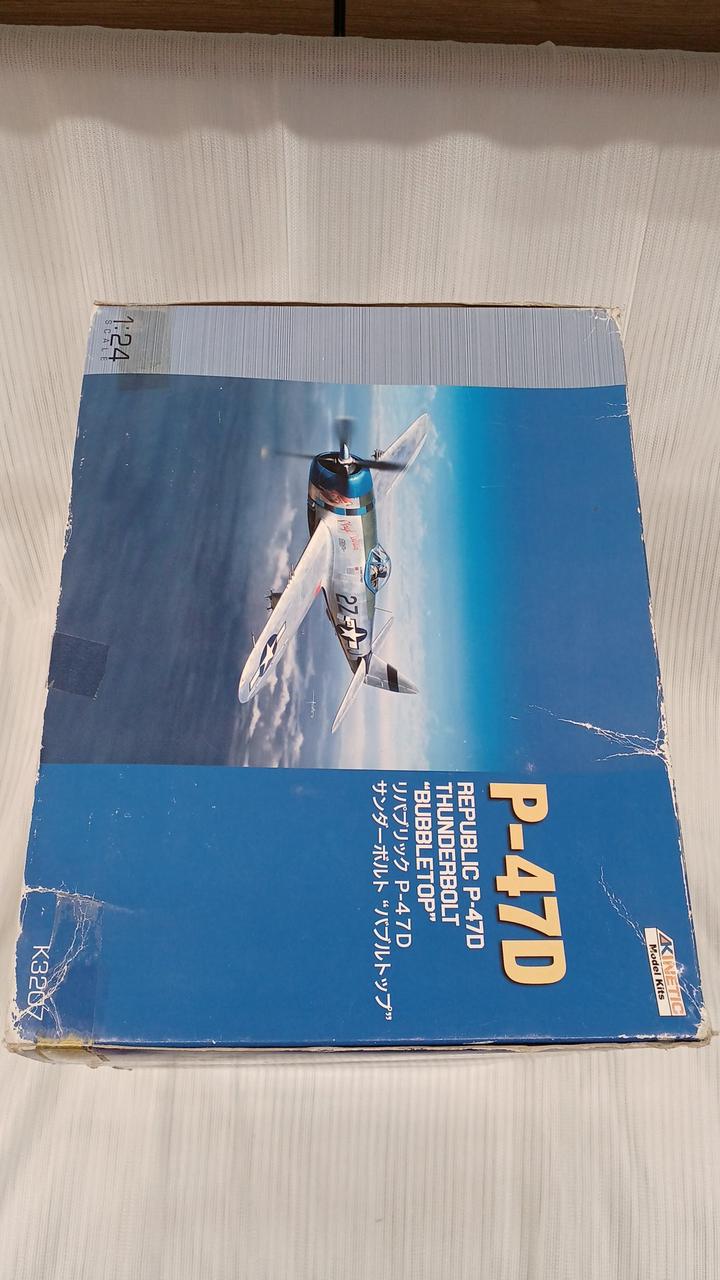 1:24
SCALE
27
P-47D
REPUBLIC P-47D
THUNDERBOLT
"BUBBLETOP"
リパブリック P-47D
サンダーボルト “バブルトップ”
KINETIC
Model Kits
K3207